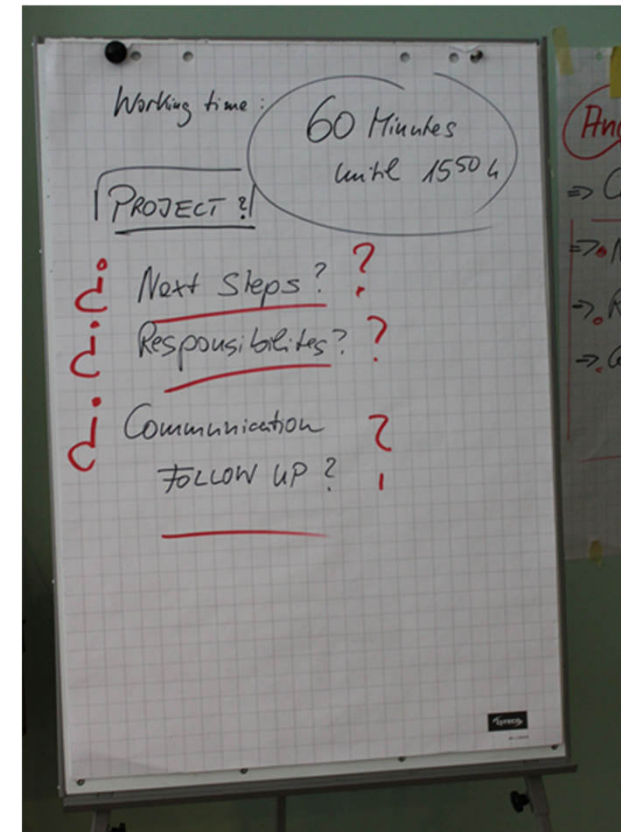 Working time:
60 Minutes
until 15⁵⁰ h
PROJECT ?
¿ Next Steps? ?
¿ Responsibilites? ?
¿ Communication ?
FOLLOW UP ?